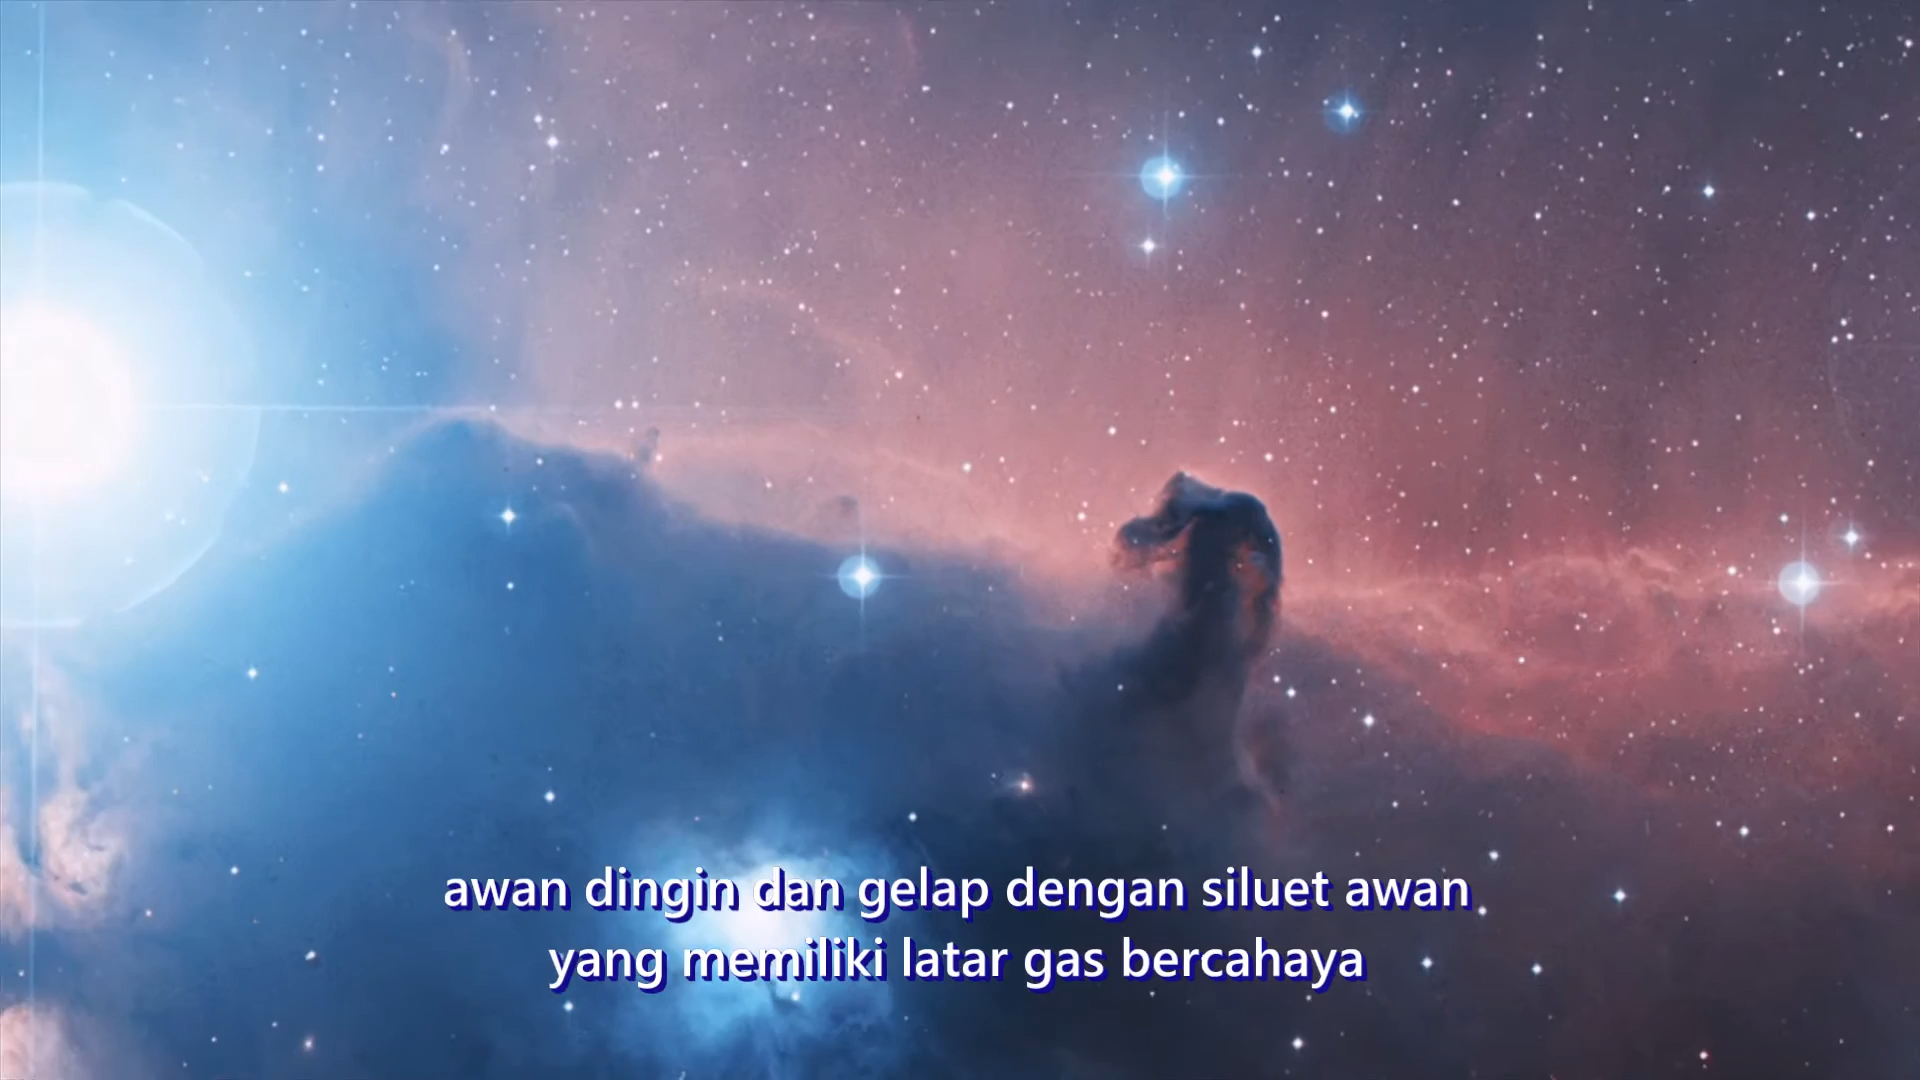 awan dingin dan gelap dengan siluet awan
yang memiliki latar gas bercahaya